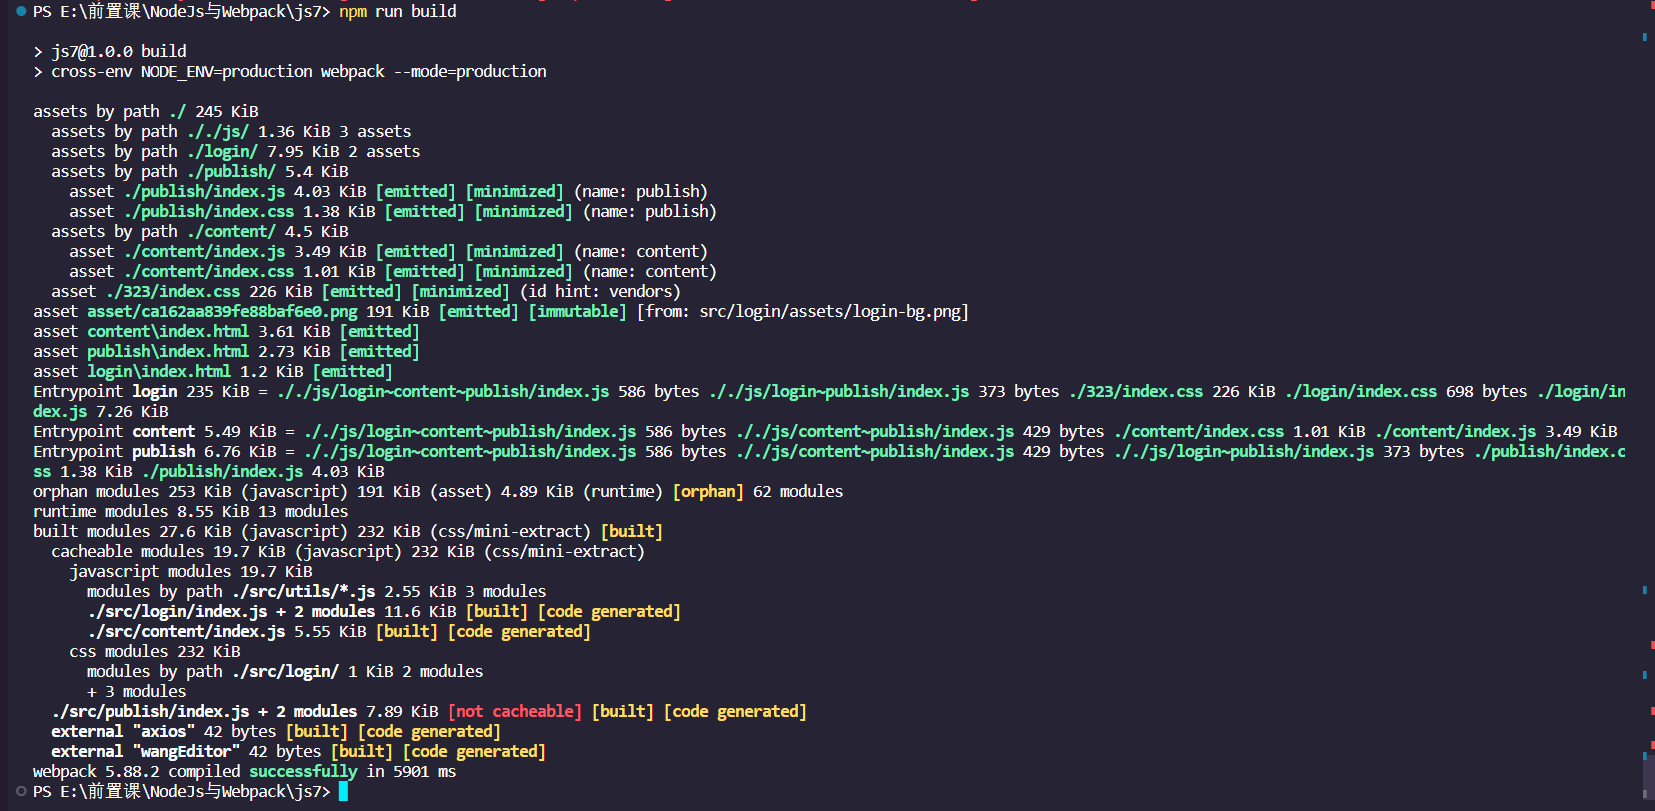 PS E:\前置课\NodeJs与Webpack\js7> npm run build
> js7@1.0.0 build
> cross-env NODE_ENV=production webpack --mode=production
assets by path ./ 245 KiB
assets by path ././js/ 1.36 KiB 3 assets
assets by path ./login/ 7.95 KiB 2 assets
assets by path ./publish/ 5.4 KiB
asset ./publish/index.js 4.03 KiB [emitted] [minimized] (name: publish)
asset ./publish/index.css 1.38 KiB [emitted] [minimized] (name: publish)
assets by path ./content/ 4.5 KiB
asset ./content/index.js 3.49 KiB [emitted] [minimized] (name: content)
asset ./content/index.css 1.01 KiB [emitted] [minimized] (name: content)
asset ./323/index.css 226 KiB [emitted] [minimized] (id hint: vendors)
asset asset/ca162aa839fe88baf6e0.png 191 KiB [emitted] [immutable] [from: src/login/assets/login-bg.png]
asset content\index.html 3.61 KiB [emitted]
asset publish\index.html 2.73 KiB [emitted]
asset login\index.html 1.2 KiB [emitted]
Entrypoint login 235 KiB = ././js/login~content~publish/index.js 586 bytes ././js/login~publish/index.js 373 bytes ./323/index.css 226 KiB ./login/index.css 698 bytes ./login/in
dex.js 7.26 KiB
Entrypoint content 5.49 KiB = ././js/login~content~publish/index.js 586 bytes ././js/content~publish/index.js 429 bytes ./content/index.css 1.01 KiB ./content/index.js 3.49 KiB
Entrypoint publish 6.76 KiB = ././js/login~content~publish/index.js 586 bytes ././js/content~publish/index.js 429 bytes ././js/login~publish/index.js 373 bytes ./publish/index.c
ss 1.38 KiB ./publish/index.js 4.03 KiB
orphan modules 253 KiB (javascript) 191 KiB (asset) 4.89 KiB (runtime) [orphan] 62 modules
runtime modules 8.55 KiB 13 modules
built modules 27.6 KiB (javascript) 232 KiB (css/mini-extract) [built]
cacheable modules 19.7 KiB (javascript) 232 KiB (css/mini-extract)
javascript modules 19.7 KiB
modules by path ./src/utils/*.js 2.55 KiB 3 modules
./src/login/index.js + 2 modules 11.6 KiB [built] [code generated]
./src/content/index.js 5.55 KiB [built] [code generated]
css modules 232 KiB
modules by path ./src/login/ 1 KiB 2 modules
+ 3 modules
./src/publish/index.js + 2 modules 7.89 KiB [not cacheable] [built] [code generated]
external "axios" 42 bytes [built] [code generated]
external "wangEditor" 42 bytes [built] [code generated]
webpack 5.88.2 compiled successfully in 5901 ms
PS E:\前置课\NodeJs与Webpack\js7>